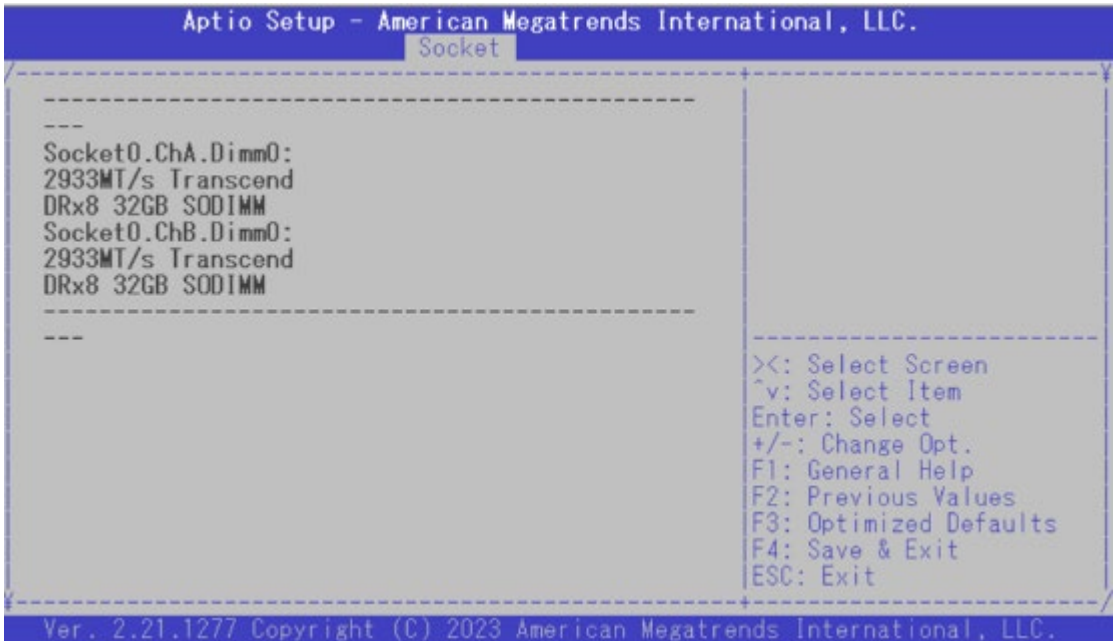 Aptio Setup - American Megatrends International, LLC.
Socket
Socket0.ChA.Dimm0:
2933MT/s Transcend
DRx8 32GB SODIMM
Socket0.ChB.Dimm0:
2933MT/s Transcend
DRx8 32GB SODIMM
><: Select Screen
^v: Select Item
Enter: Select
+/-: Change Opt.
F1: General Help
F2: Previous Values
F3: Optimized Defaults
F4: Save & Exit
ESC: Exit
Ver. 2.21.1277 Copyright (C) 2023 American Megatrends International, LLC